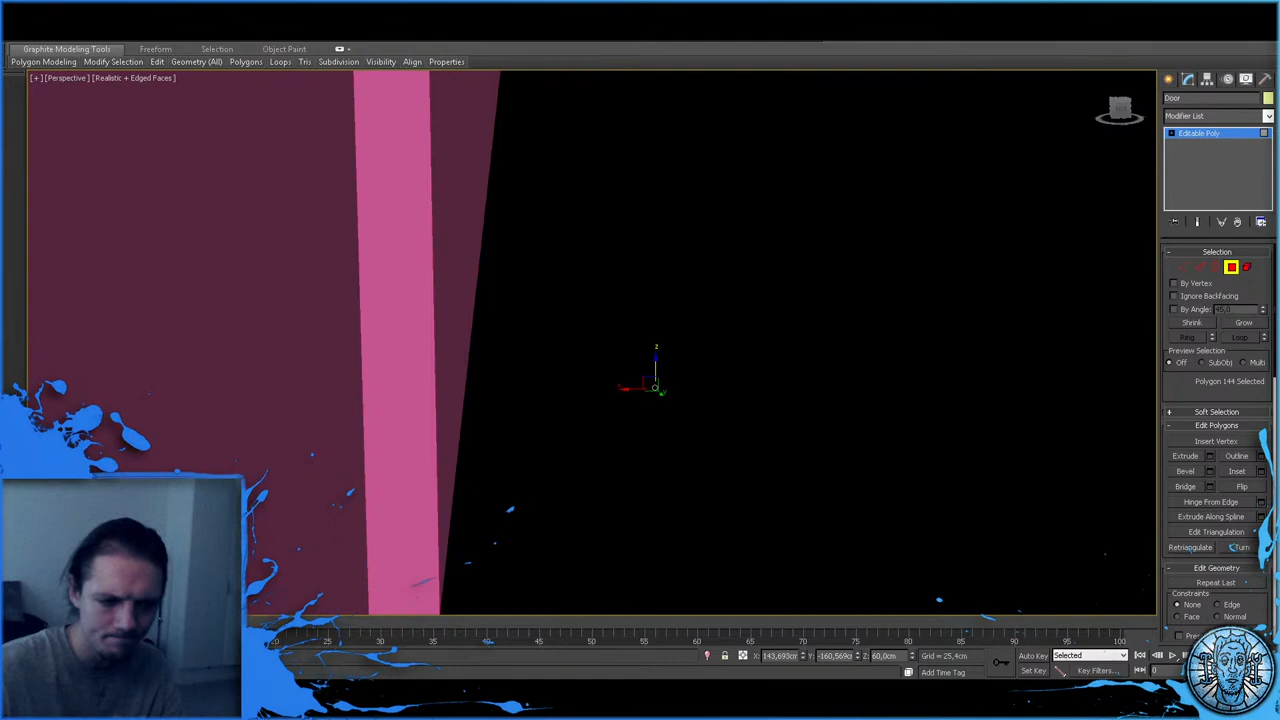 Graphite Modeling Tools Freeform Selection Object Paint
Polygon Modeling Modify Selection Edit Geometry (All) Polygons Loops Tris Subdivision Visibility Align Properties
[+] [Perspective] [Realistic + Edged Faces]
Door
Modifier List
Editable Poly
Selection
By Vertex
Ignore Backfacing
By Angle: 45,0
Shrink Grow
Ring Loop
Preview Selection
Off SubObj Multi
Polygon 144 Selected
z
Soft Selection
Edit Polygons
Insert Vertex
Extrude Outline
Bevel Inset
Bridge Flip
Hinge From Edge
Extrude Along Spline
Edit Triangulation
Retriangulate Turn
Edit Geometry
Repeat Last
Constraints
None Edge
Face Normal
25 30 35 40 45 50 55 60 65 70 75 80 85 90 95 100
X: 143,693cm Y: -160,569cm Z: 60,0cm Grid = 25,4cm Auto Key Selected
Add Time Tag Set Key Key Filters... 0